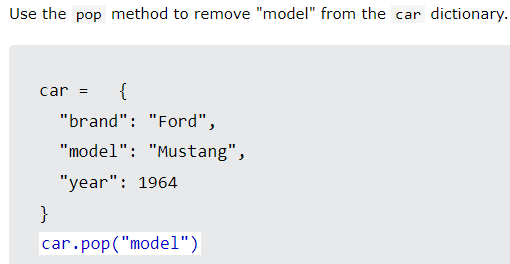 Use the pop method to remove "model" from the car dictionary.
car =   {
  "brand": "Ford",
  "model": "Mustang",
  "year": 1964
}
car.pop("model")